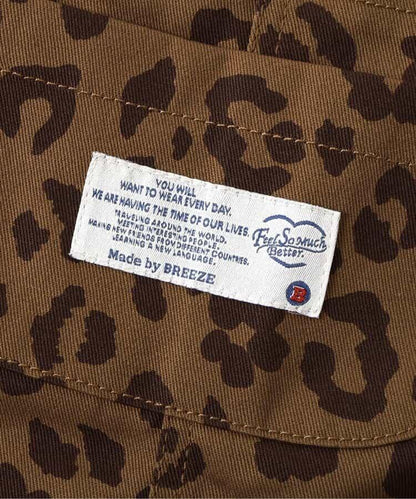 YOU WILL
WANT TO WEAR EVERY DAY.
WE ARE HAVING THE TIME OF OUR LIVES.
TRAVELING AROUND THE WORLD,
MEETING INTERESTING PEOPLE,
MAKING NEW FRIENDS FROM DIFFERENT COUNTRIES.
LEARNING A NEW LANGUAGE.
Made by BREEZE
Feel So Much
Better.